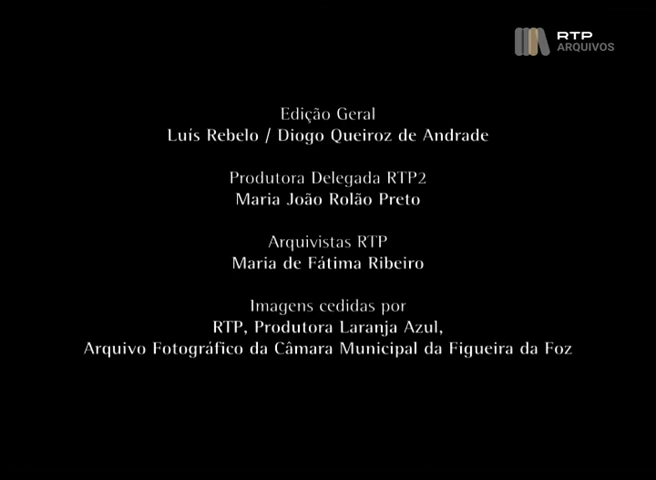 RTP
ARQUIVOS
Edição Geral
Luís Rebelo / Diogo Queiroz de Andrade
Produtora Delegada RTP2
Maria João Rolão Preto
Arquivistas RTP
Maria de Fátima Ribeiro
Imagens cedidas por
RTP, Produtora Laranja Azul,
Arquivo Fotográfico da Câmara Municipal da Figueira da Foz